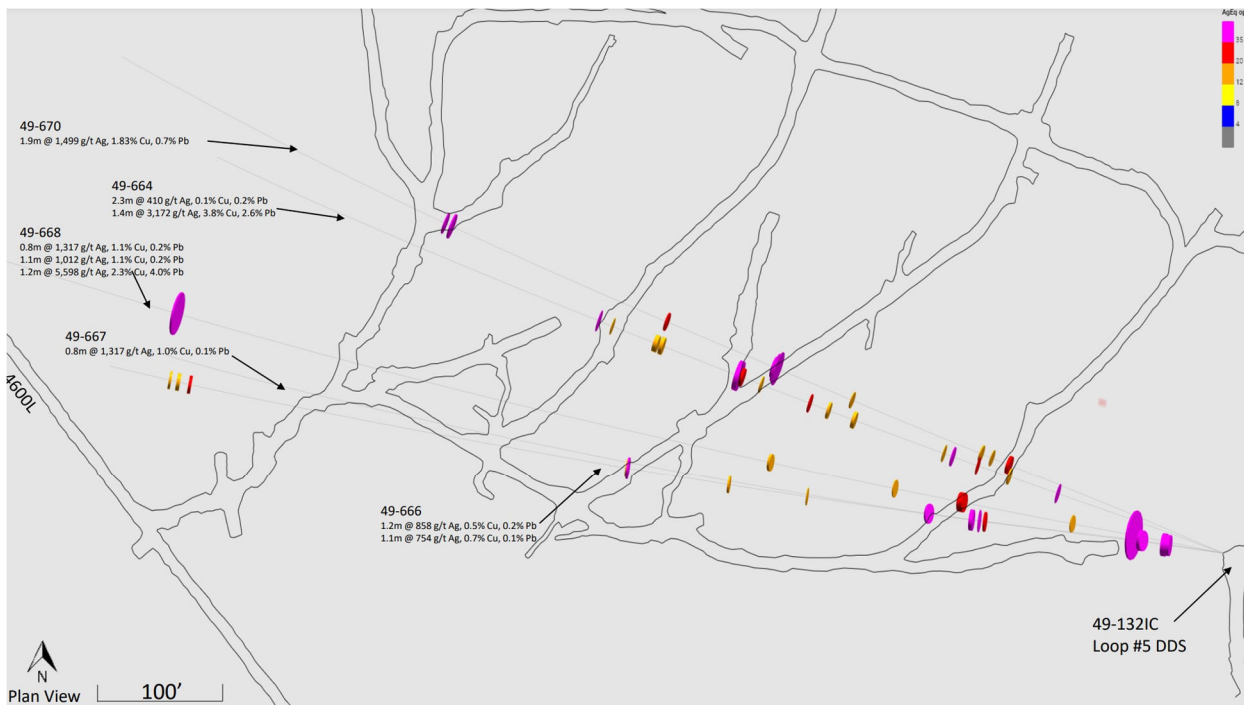 AgEq op
35
20
12
8
4
49-670
1.9m @ 1,499 g/t Ag, 1.83% Cu, 0.7% Pb
49-664
2.3m @ 410 g/t Ag, 0.1% Cu, 0.2% Pb
1.4m @ 3,172 g/t Ag, 3.8% Cu, 2.6% Pb
49-668
0.8m @ 1,317 g/t Ag, 1.1% Cu, 0.2% Pb
1.1m @ 1,012 g/t Ag, 1.1% Cu, 0.2% Pb
1.2m @ 5,598 g/t Ag, 2.3% Cu, 4.0% Pb
49-667
0.8m @ 1,317 g/t Ag, 1.0% Cu, 0.1% Pb
4600L
49-666
1.2m @ 858 g/t Ag, 0.5% Cu, 0.2% Pb
1.1m @ 754 g/t Ag, 0.7% Cu, 0.1% Pb
49-132IC
Loop #5 DDS
N
Plan View
100'